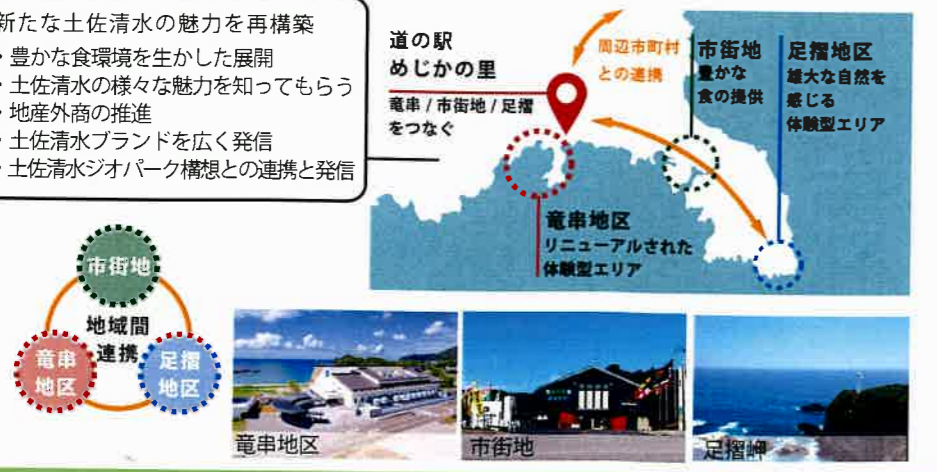 新たな土佐清水の魅力を再構築
・豊かな食環境を生かした展開
・土佐清水の様々な魅力を知ってもらう
・地産外商の推進
・土佐清水ブランドを広く発信
・土佐清水ジオパーク構想との連携と発信
道の駅
めじかの里
竜串 / 市街地 / 足摺
をつなぐ
周辺市町村
との連携
市街地
豊かな
食の提供
足摺地区
雄大な自然を
感じる
体験型エリア
竜串地区
リニューアルされた
体験型エリア
市街地
地域間
連携
竜串
地区
足摺
地区
竜串地区
市街地
足摺岬